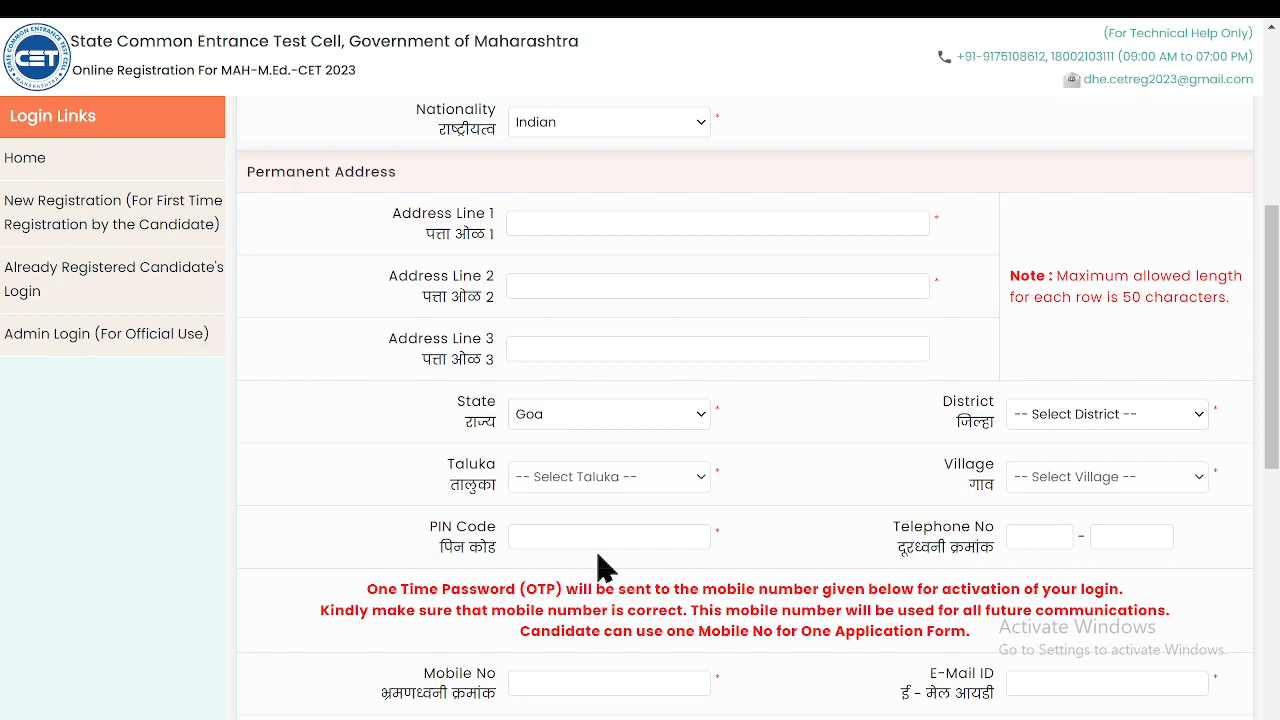 State Common Entrance Test Cell, Government of Maharashtra
Online Registration For MAH-M.Ed.-CET 2023
(For Technical Help Only)
+91-9175108612, 18002103111 (09:00 AM to 07:00 PM)
dhe.cetreg2023@gmail.com
CET
Login Links
Home
New Registration (For First Time
Registration by the Candidate)
Already Registered Candidate's
Login
Admin Login (For Official Use)
Nationality
राष्ट्रीयत्व
Indian
*
Permanent Address
Address Line 1
पत्ता ओळ 1
*
Address Line 2
पत्ता ओळ 2
*
Address Line 3
पत्ता ओळ 3
Note : Maximum allowed length
for each row is 50 characters.
State
राज्य
Goa
*
District
जिल्हा
-- Select District --
*
Taluka
तालुका
-- Select Taluka --
*
Village
गाव
-- Select Village --
*
PIN Code
पिन कोड
*
Telephone No
दूरध्वनी क्रमांक
-
One Time Password (OTP) will be sent to the mobile number given below for activation of your login.
Kindly make sure that mobile number is correct. This mobile number will be used for all future communications.
Candidate can use one Mobile No for One Application Form.
Activate Windows
Go to Settings to activate Windows.
Mobile No
भ्रमणध्वनी क्रमांक
*
E-Mail ID
ई - मेल आयडी
*